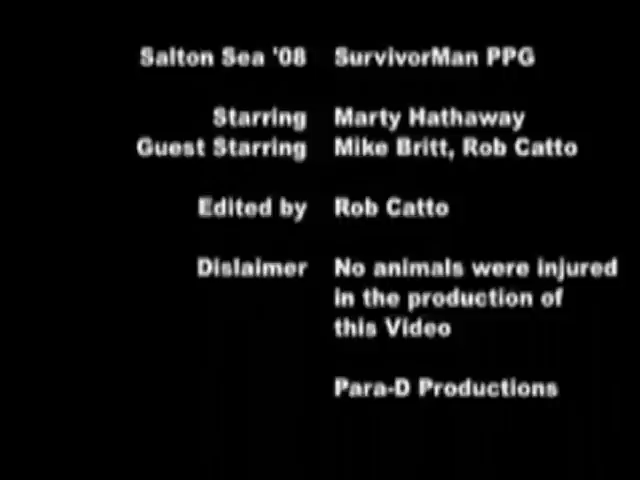 Salton Sea '08 SurvivorMan PPG
Starring Marty Hathaway
Guest Starring Mike Britt, Rob Catto
Edited by Rob Catto
Dislaimer No animals were injured
in the production of
this Video
Para-D Productions